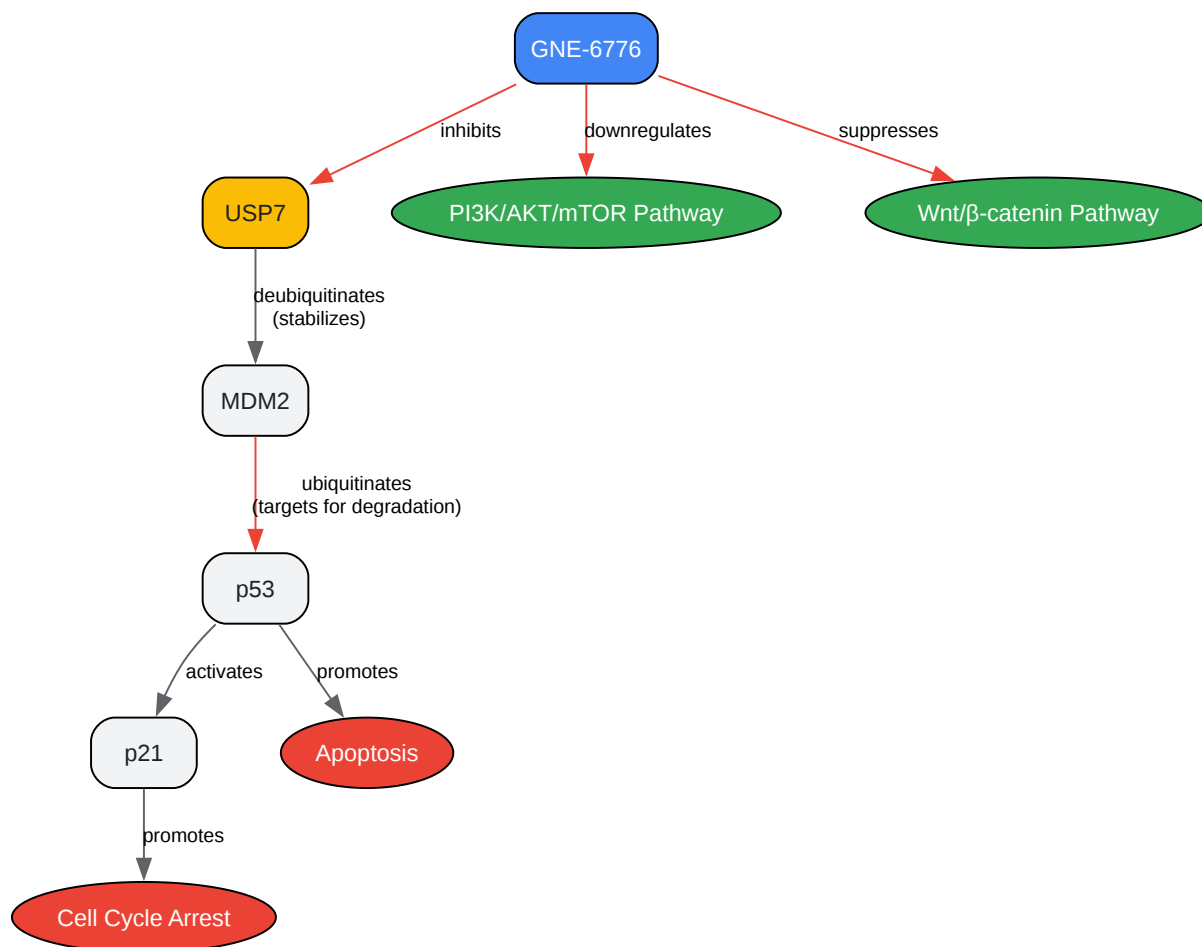 GNE-6776
inhibits
downregulates
suppresses
USP7
PI3K/AKT/mTOR Pathway
Wnt/β-catenin Pathway
deubiquitinates
(stabilizes)
MDM2
ubiquitinates
(targets for degradation)
p53
activates
promotes
p21
Apoptosis
promotes
Cell Cycle Arrest